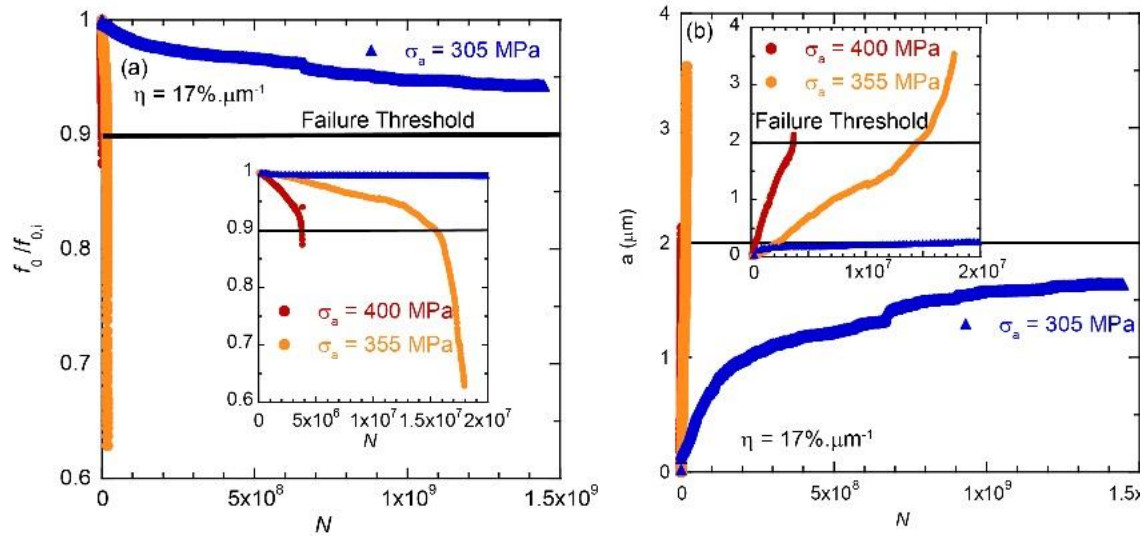 (a)
▲ σₐ = 305 MPa
η = 17%.µm⁻¹
Failure Threshold
f₀ /f₀,ᵢ
1
0.9
0.8
0.7
0.6
0 5x10⁸ 1x10⁹ 1.5x10⁹
N
1
0.9
0.8
0.7
0.6
● σₐ = 400 MPa
● σₐ = 355 MPa
0 5x10⁶ 1x10⁷ 1.5x10⁷ 2x10⁷
N
(b)
a (µm)
4
3
2
1
0
● σₐ = 400 MPa
● σₐ = 355 MPa
Failure Threshold
4
3
2
1
0
0 1x10⁷ 2x10⁷
▲ σₐ = 305 MPa
η = 17%.µm⁻¹
0 5x10⁸ 1x10⁹ 1.5x
N